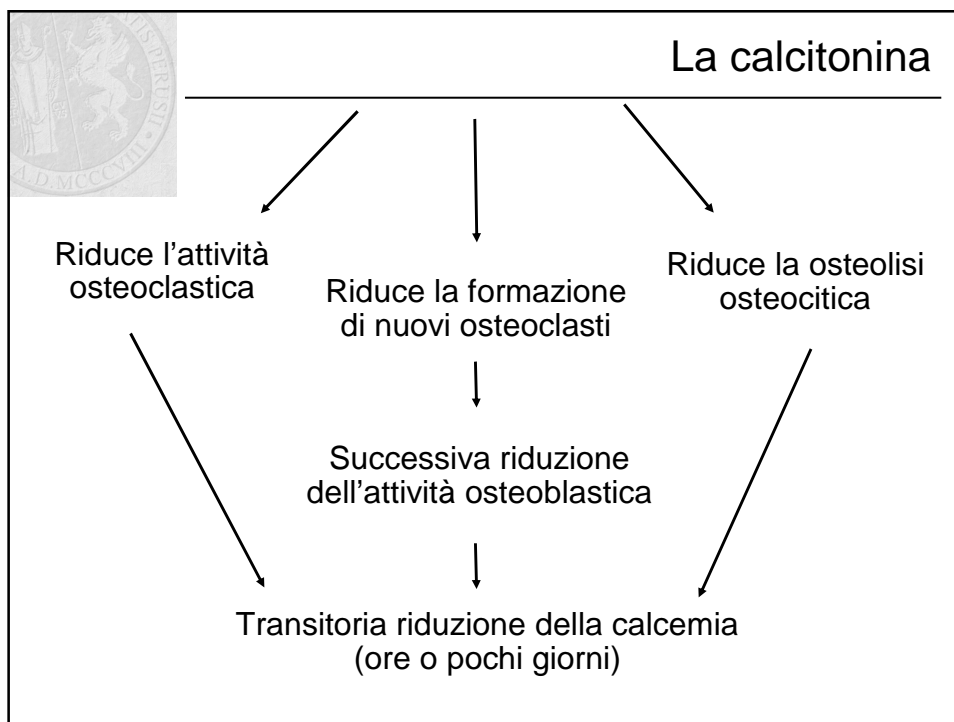 La calcitonina
Riduce l’attività
osteoclastica
Riduce la formazione
di nuovi osteoclasti
Riduce la osteolisi
osteocitica
Successiva riduzione
dell’attività osteoblastica
Transitoria riduzione della calcemia
(ore o pochi giorni)
A.D.MCCCVIII